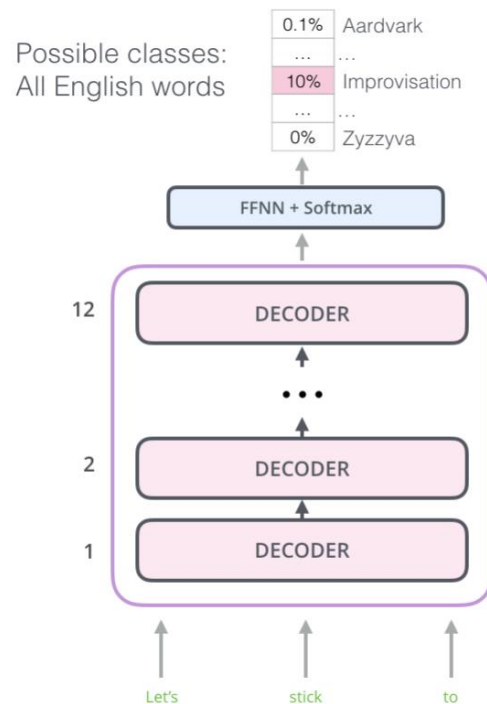 Possible classes:
All English words
0.1% Aardvark
... ...
10% Improvisation
... ...
0% Zyzzyva
FFNN + Softmax
12 DECODER
...
2 DECODER
1 DECODER
Let's stick to